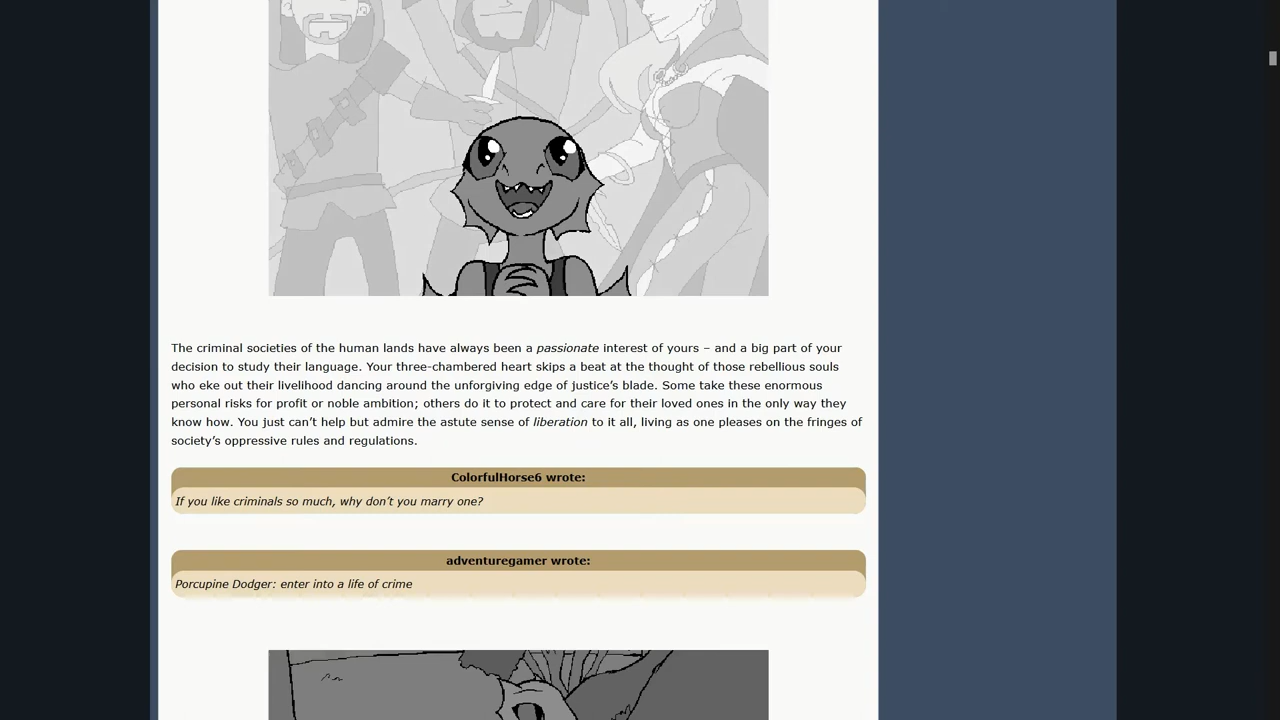 The criminal societies of the human lands have always been a passionate interest of yours – and a big part of your
decision to study their language. Your three-chambered heart skips a beat at the thought of those rebellious souls
who eke out their livelihood dancing around the unforgiving edge of justice’s blade. Some take these enormous
personal risks for profit or noble ambition; others do it to protect and care for their loved ones in the only way they
know how. You just can’t help but admire the astute sense of liberation to it all, living as one pleases on the fringes of
society’s oppressive rules and regulations.
ColorfulHorse6 wrote:
If you like criminals so much, why don’t you marry one?
adventuregamer wrote:
Porcupine Dodger: enter into a life of crime